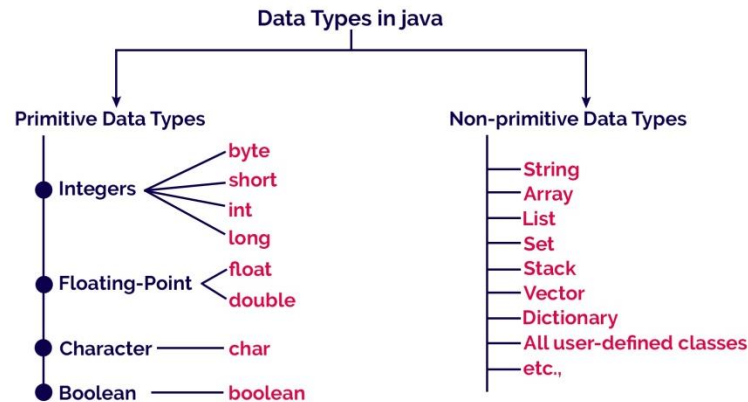 Data Types in java
Primitive Data Types
Integers
byte
short
int
long
Floating-Point
float
double
Character
char
Boolean
boolean
Non-primitive Data Types
String
Array
List
Set
Stack
Vector
Dictionary
All user-defined classes
etc.,